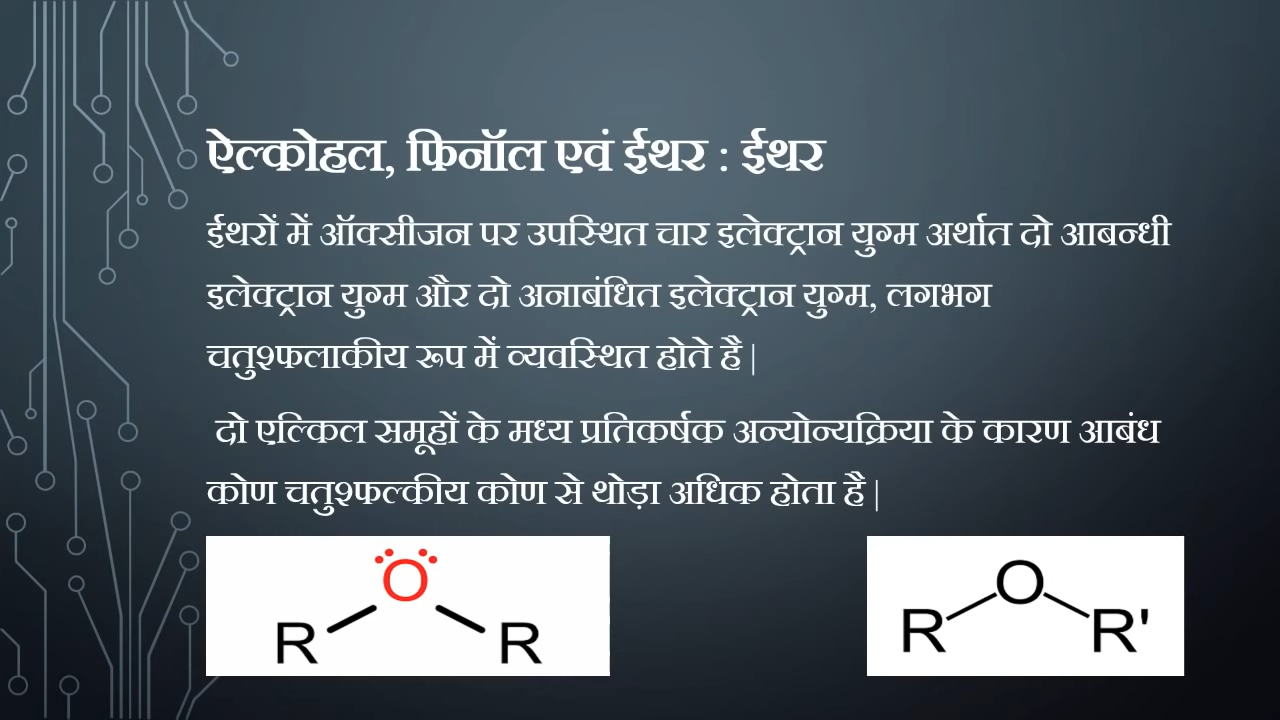 ऐल्कोहल, फिनॉल एवं ईथर : ईथर
ईथरों में ऑक्सीजन पर उपस्थित चार इलेक्ट्रान युग्म अर्थात दो आबन्धी
इलेक्ट्रान युग्म और दो अनाबंधित इलेक्ट्रान युग्म, लगभग
चतुश्फलाकीय रूप में व्यवस्थित होते है |
दो एल्किल समूहों के मध्य प्रतिकर्षक अन्योन्यक्रिया के कारण आबंध
कोण चतुश्फल्कीय कोण से थोड़ा अधिक होता है |
O
R R
O
R R'